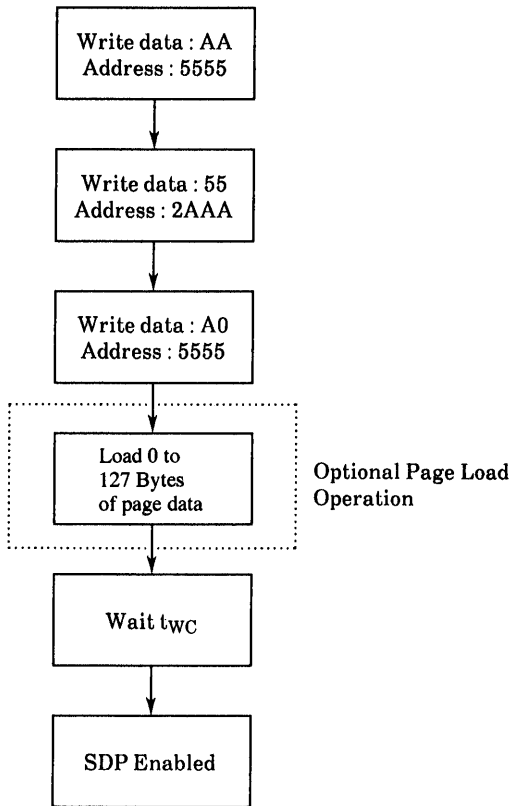 Write data : AA
Address : 5555
Write data : 55
Address : 2AAA
Write data : A0
Address : 5555
Load 0 to
127 Bytes
of page data
Optional Page Load
Operation
Wait tWC
SDP Enabled